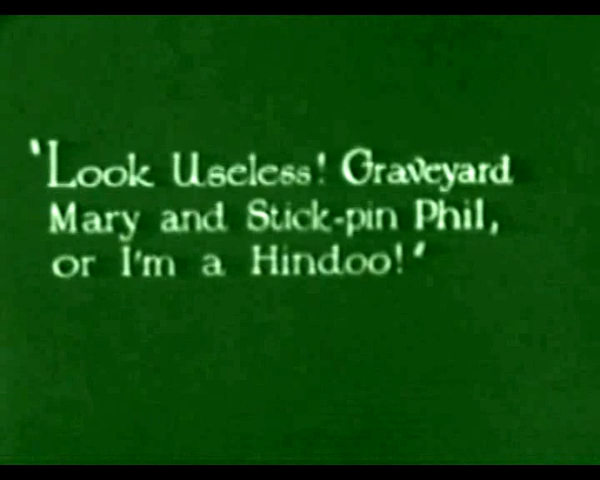 'Look Useless! Graveyard
Mary and Stick-pin Phil,
or I'm a Hindoo!'